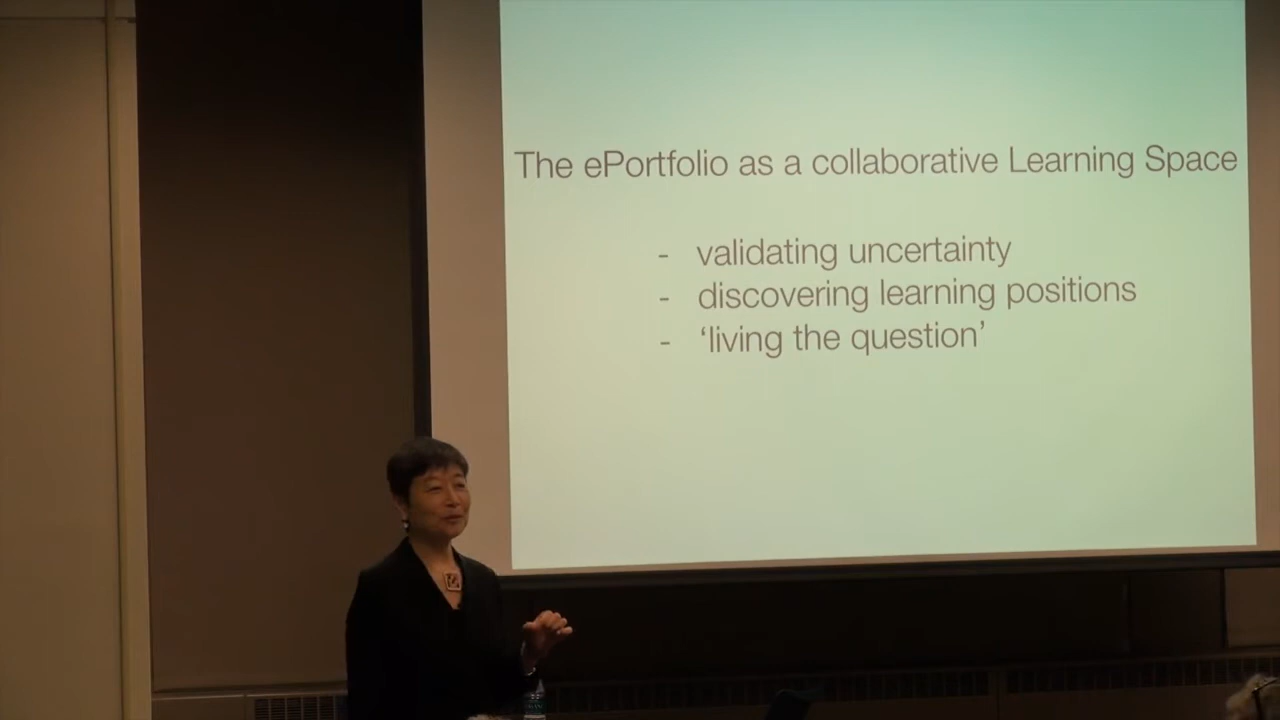 The ePortfolio as a collaborative Learning Space
- validating uncertainty
- discovering learning positions
- ‘living the question’